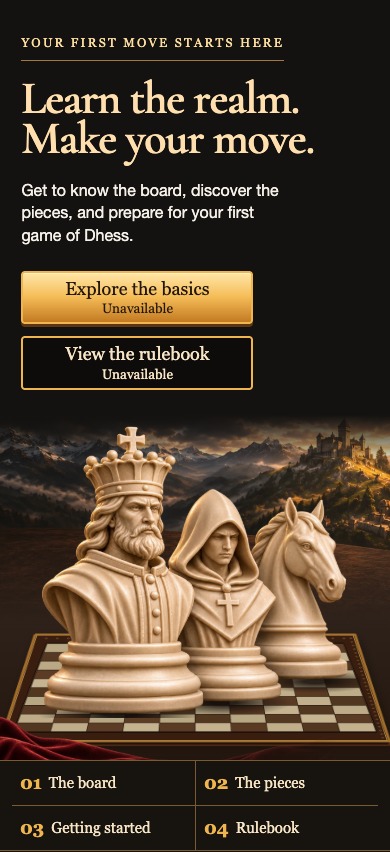 YOUR FIRST MOVE STARTS HERE
Learn the realm.
Make your move.
Get to know the board, discover the
pieces, and prepare for your first
game of Dhess.
Explore the basics
Unavailable
View the rulebook
Unavailable
01 The board
02 The pieces
03 Getting started
04 Rulebook